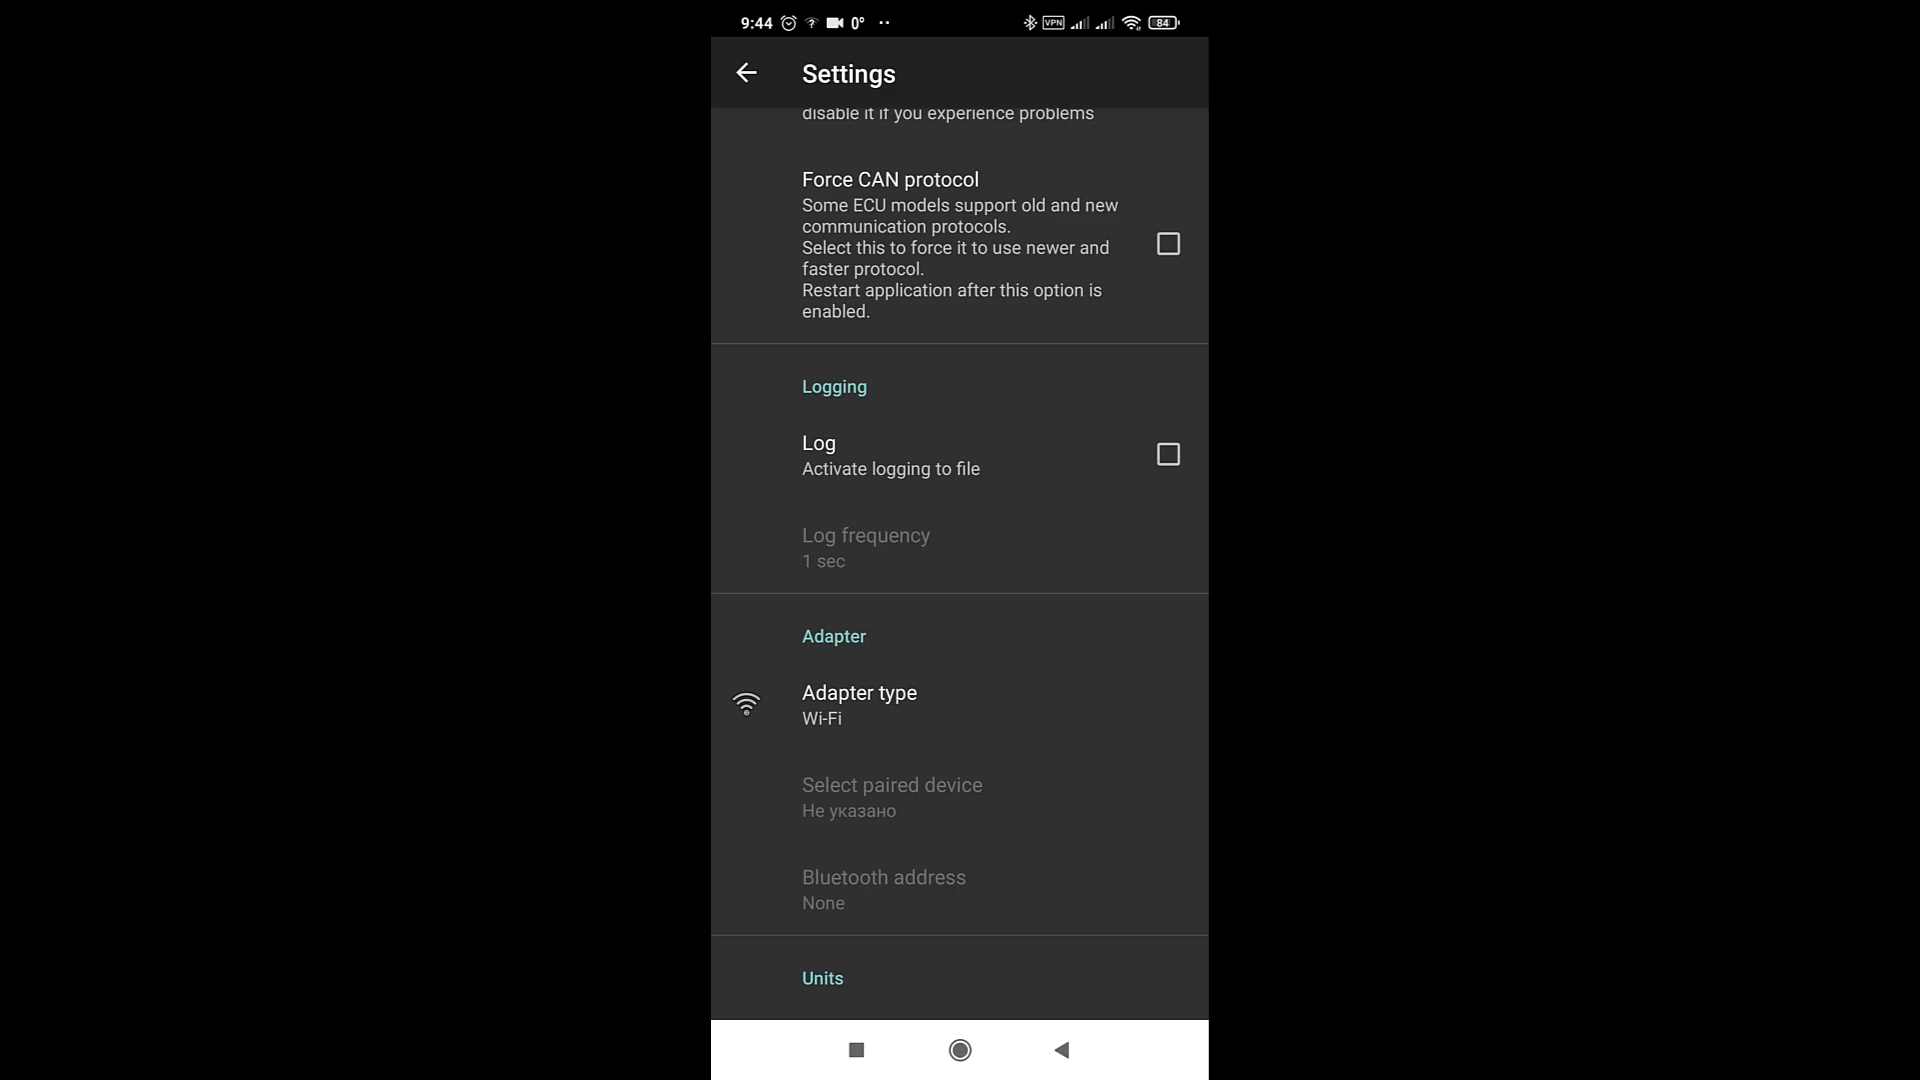 9:44 0° VPN 84
Settings
disable it if you experience problems
Force CAN protocol
Some ECU models support old and new
communication protocols.
Select this to force it to use newer and
faster protocol.
Restart application after this option is
enabled.
Logging
Log
Activate logging to file
Log frequency
1 sec
Adapter
Adapter type
Wi-Fi
Select paired device
Не указано
Bluetooth address
None
Units